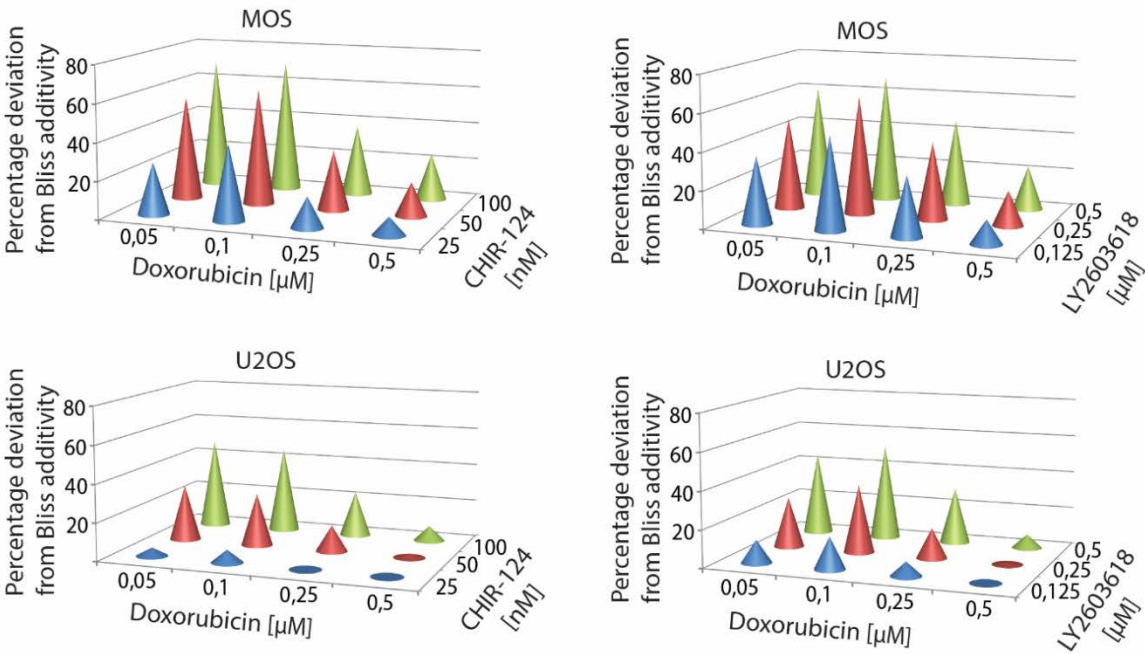 MOS
Percentage deviation
from Bliss additivity
80
60
40
20
0,05
0,1
0,25
0,5
Doxorubicin [µM]
25
50
100
CHIR-124
[nM]
MOS
Percentage deviation
from Bliss additivity
80
60
40
20
0,05
0,1
0,25
0,5
Doxorubicin [µM]
0,125
0,25
0,5
LY2603618
[µM]
U2OS
Percentage deviation
from Bliss additivity
80
60
40
20
0,05
0,1
0,25
0,5
Doxorubicin [µM]
25
50
100
CHIR-124
[nM]
U2OS
Percentage deviation
from Bliss additivity
80
60
40
20
0,05
0,1
0,25
0,5
Doxorubicin [µM]
0,125
0,25
0,5
LY2603618
[µM]